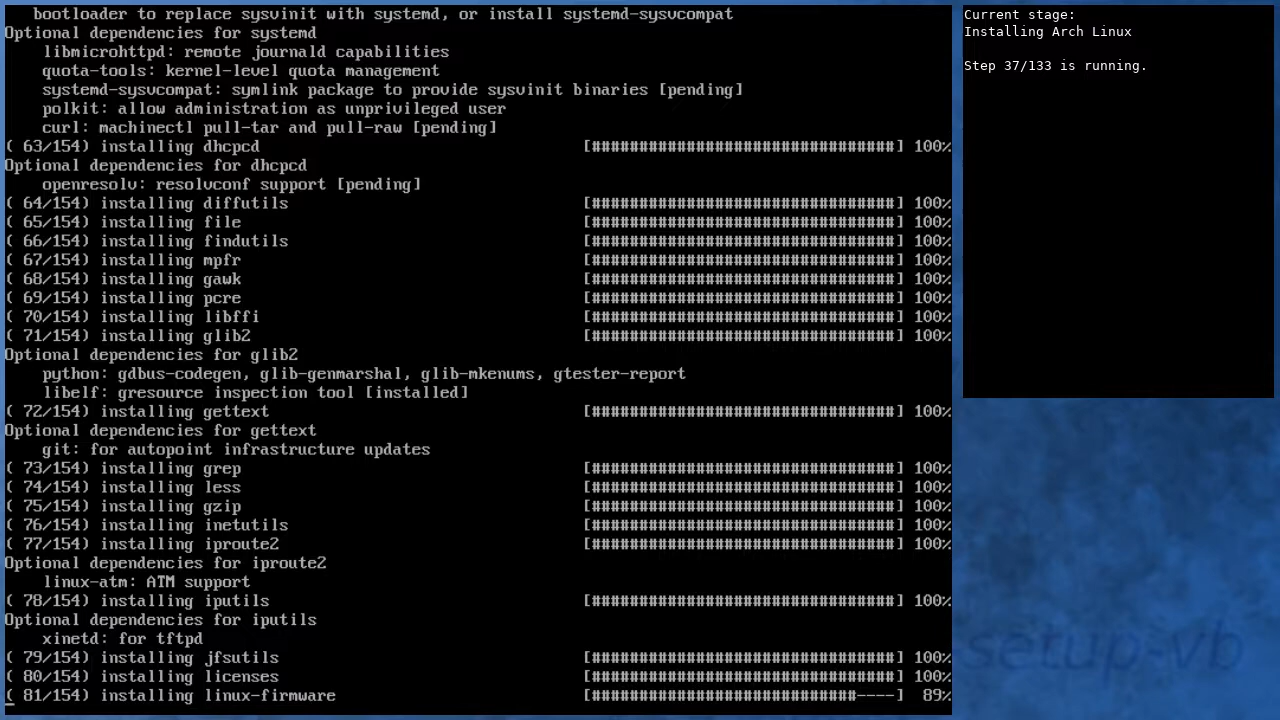 bootloader to replace sysvinit with systemd, or install systemd-sysvcompat
Optional dependencies for systemd
libmicrohttpd: remote journald capabilities
quota-tools: kernel-level quota management
systemd-sysvcompat: symlink package to provide sysvinit binaries [pending]
polkit: allow administration as unprivileged user
curl: machinectl pull-tar and pull-raw [pending]
( 63/154) installing dhcpcd [################################] 100%
Optional dependencies for dhcpcd
openresolv: resolvconf support [pending]
( 64/154) installing diffutils [################################] 100%
( 65/154) installing file [################################] 100%
( 66/154) installing findutils [################################] 100%
( 67/154) installing mpfr [################################] 100%
( 68/154) installing gawk [################################] 100%
( 69/154) installing pcre [################################] 100%
( 70/154) installing libffi [################################] 100%
( 71/154) installing glib2 [################################] 100%
Optional dependencies for glib2
python: gdbus-codegen, glib-genmarshal, glib-mkenums, gtester-report
libelf: gresource inspection tool [installed]
( 72/154) installing gettext [################################] 100%
Optional dependencies for gettext
git: for autopoint infrastructure updates
( 73/154) installing grep [################################] 100%
( 74/154) installing less [################################] 100%
( 75/154) installing gzip [################################] 100%
( 76/154) installing inetutils [################################] 100%
( 77/154) installing iproute2 [################################] 100%
Optional dependencies for iproute2
linux-atm: ATM support
( 78/154) installing iputils [################################] 100%
Optional dependencies for iputils
xinetd: for tftpd
( 79/154) installing jfsutils [################################] 100%
( 80/154) installing licenses [################################] 100%
( 81/154) installing linux-firmware [############################----] 89%
Current stage:
Installing Arch Linux
Step 37/133 is running.
setup-vb